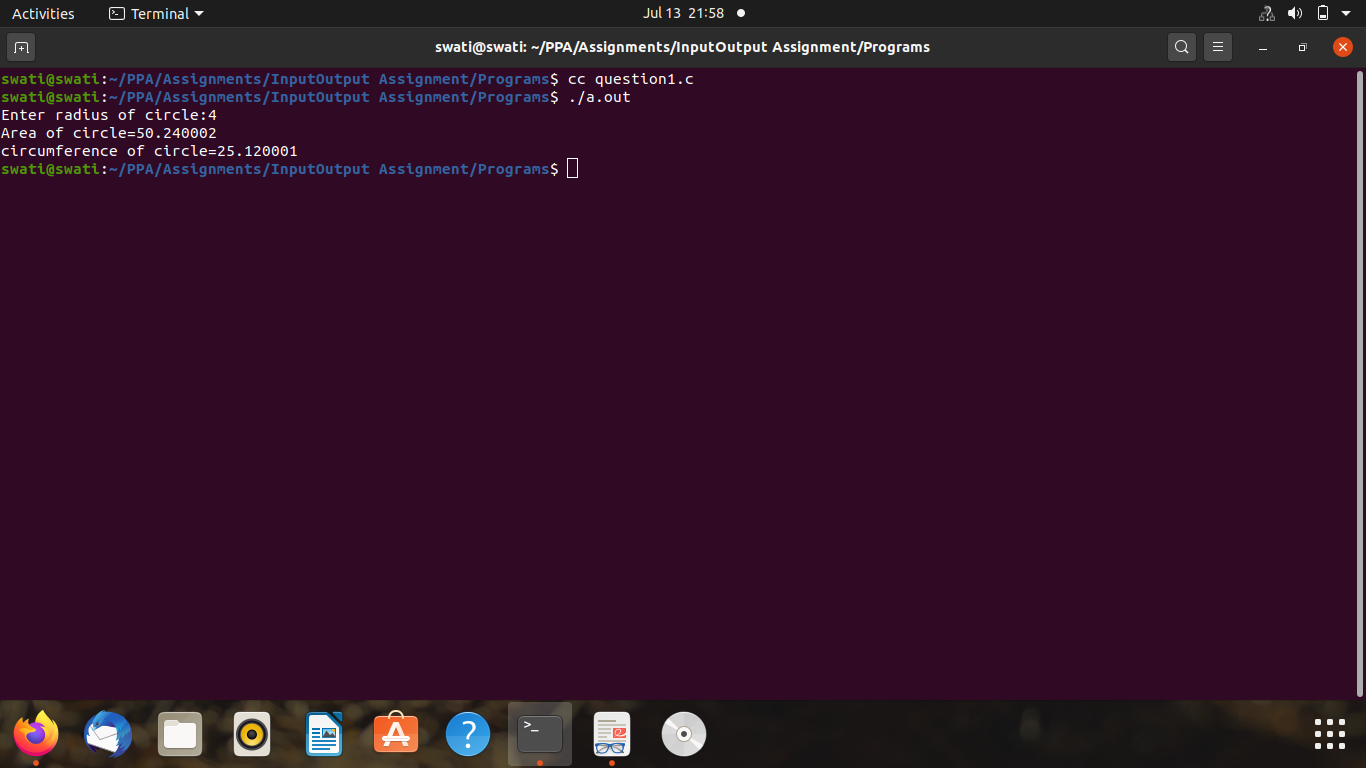 Activities Terminal Jul 13 21:58
swati@swati: ~/PPA/Assignments/InputOutput Assignment/Programs
swati@swati:~/PPA/Assignments/InputOutput Assignment/Programs$ cc question1.c
swati@swati:~/PPA/Assignments/InputOutput Assignment/Programs$ ./a.out
Enter radius of circle:4
Area of circle=50.240002
circumference of circle=25.120001
swati@swati:~/PPA/Assignments/InputOutput Assignment/Programs$